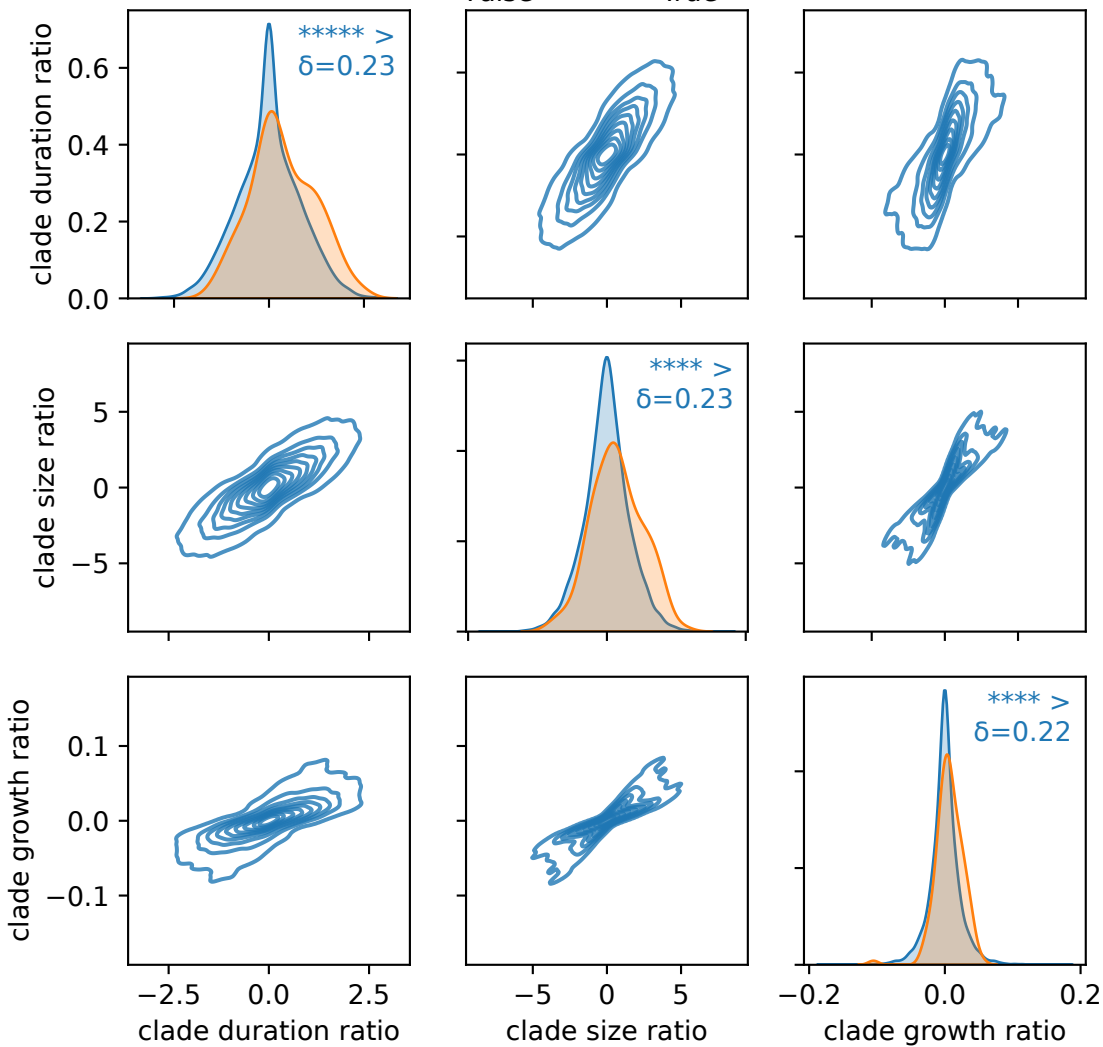 clade duration ratio
0.6
0.4
0.2
0.0
***** >
δ=0.23
clade size ratio
5
0
−5
**** >
δ=0.23
clade growth ratio
0.1
0.0
−0.1
**** >
δ=0.22
−2.5 0.0 2.5
−5 0 5
−0.2 0.0 0.2
clade duration ratio
clade size ratio
clade growth ratio